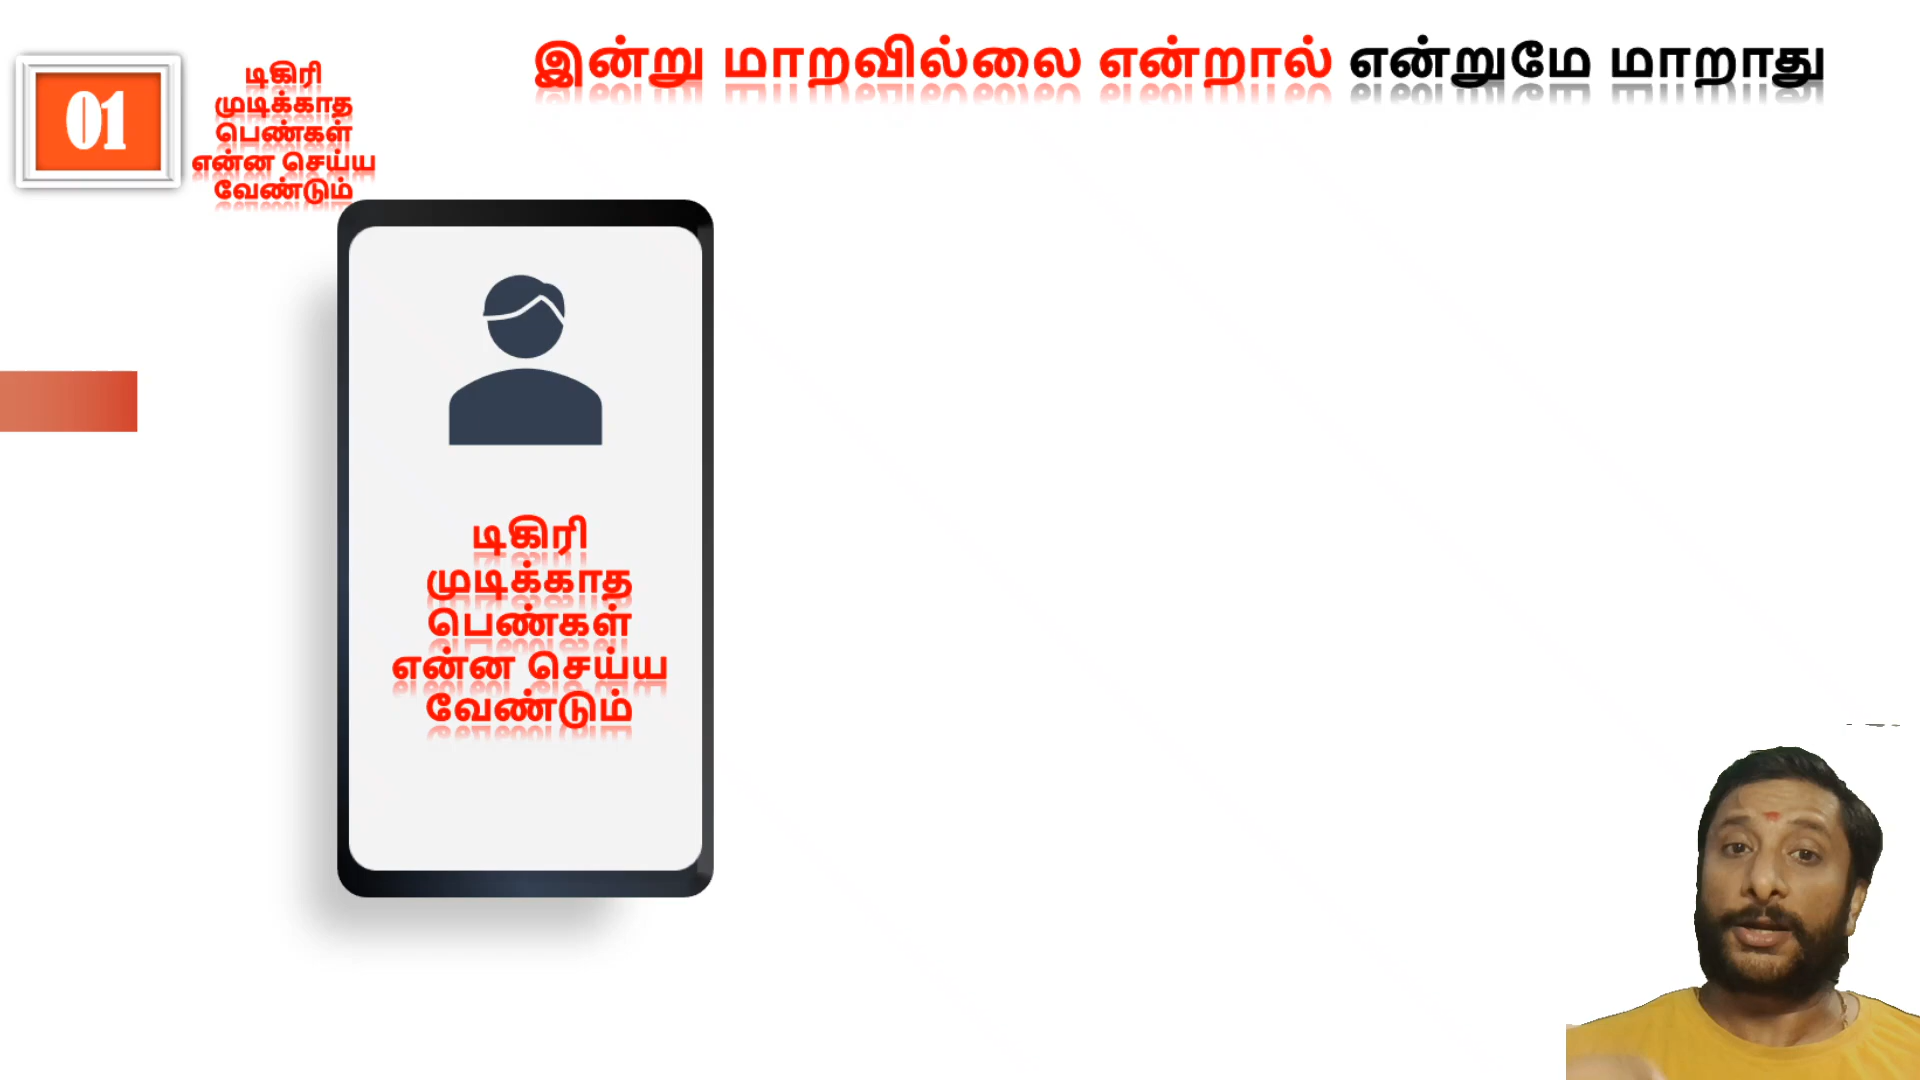 இன்று மாறவில்லை என்றால் என்றுமே மாறாது
01
டிகிரி
முடிக்காத
பெண்கள்
என்ன செய்ய
வேண்டும்
டிகிரி
முடிக்காத
பெண்கள்
என்ன செய்ய
வேண்டும்